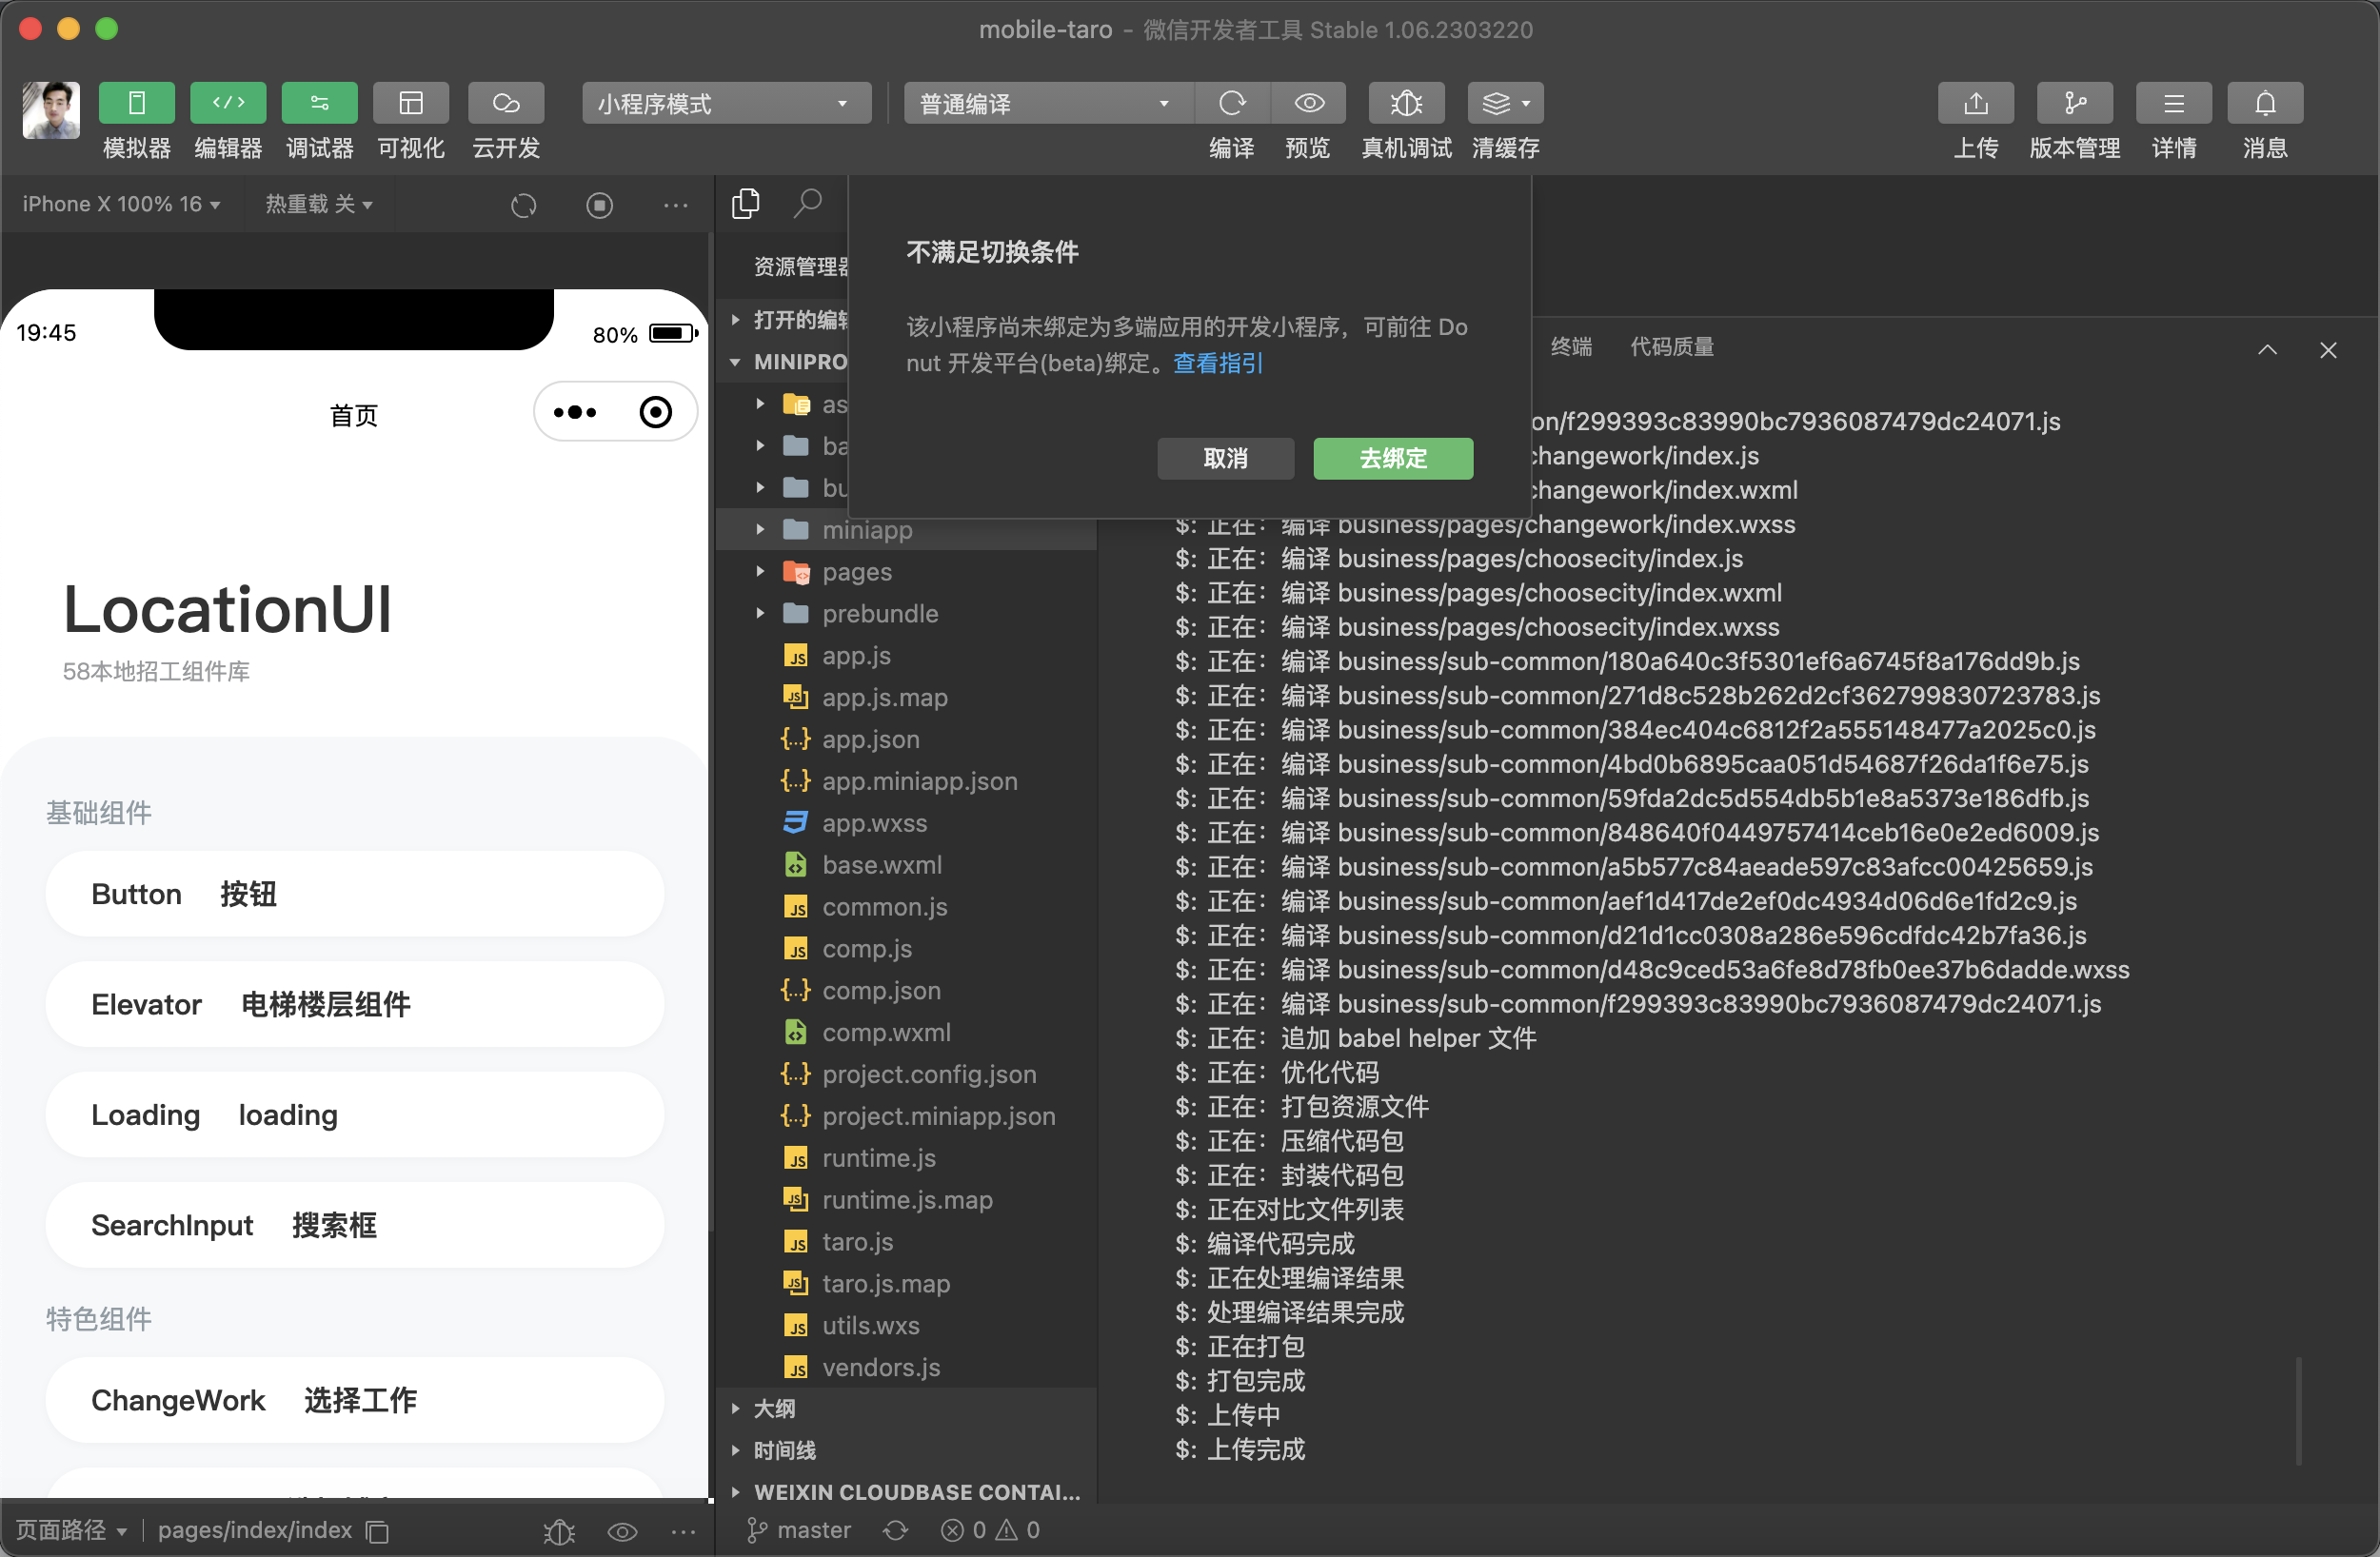 mobile-taro – 微信开发者工具 Stable 1.06.2303220
模拟器
编辑器
调试器
可视化
云开发
小程序模式
普通编译
编译
预览
真机调试
清缓存
上传
版本管理
详情
消息
iPhone X 100% 16
热重载 关
19:45
80%
首页
LocationUI
58本地招工组件库
基础组件
Button 按钮
Elevator 电梯楼层组件
Loading loading
SearchInput 搜索框
特色组件
ChangeWork 选择工作
页面路径
pages/index/index
资源管理器
打开的编辑
MINIPRO
as
ba
bu
miniapp
pages
prebundle
app.js
app.js.map
app.json
app.miniapp.json
app.wxss
base.wxml
common.js
comp.js
comp.json
comp.wxml
project.config.json
project.miniapp.json
runtime.js
runtime.js.map
taro.js
taro.js.map
utils.wxs
vendors.js
大纲
时间线
WEIXIN CLOUDBASE CONTAI...
master
0
0
不满足切换条件
该小程序尚未绑定为多端应用的开发小程序，可前往 Do
nut 开发平台(beta)绑定。查看指引
取消
去绑定
终端
代码质量
on/f299393c83990bc7936087479dc24071.js
changework/index.js
changework/index.wxml
$: 正在：编译 business/pages/changework/index.wxss
$: 正在：编译 business/pages/choosecity/index.js
$: 正在：编译 business/pages/choosecity/index.wxml
$: 正在：编译 business/pages/choosecity/index.wxss
$: 正在：编译 business/sub-common/180a640c3f5301ef6a6745f8a176dd9b.js
$: 正在：编译 business/sub-common/271d8c528b262d2cf362799830723783.js
$: 正在：编译 business/sub-common/384ec404c6812f2a555148477a2025c0.js
$: 正在：编译 business/sub-common/4bd0b6895caa051d54687f26da1f6e75.js
$: 正在：编译 business/sub-common/59fda2dc5d554db5b1e8a5373e186dfb.js
$: 正在：编译 business/sub-common/848640f0449757414ceb16e0e2ed6009.js
$: 正在：编译 business/sub-common/a5b577c84aeade597c83afcc00425659.js
$: 正在：编译 business/sub-common/aef1d417de2ef0dc4934d06d6e1fd2c9.js
$: 正在：编译 business/sub-common/d21d1cc0308a286e596cdfdc42b7fa36.js
$: 正在：编译 business/sub-common/d48c9ced53a6fe8d78fb0ee37b6dadde.wxss
$: 正在：编译 business/sub-common/f299393c83990bc7936087479dc24071.js
$: 正在：追加 babel helper 文件
$: 正在：优化代码
$: 正在：打包资源文件
$: 正在：压缩代码包
$: 正在：封装代码包
$: 正在对比文件列表
$: 编译代码完成
$: 正在处理编译结果
$: 处理编译结果完成
$: 正在打包
$: 打包完成
$: 上传中
$: 上传完成